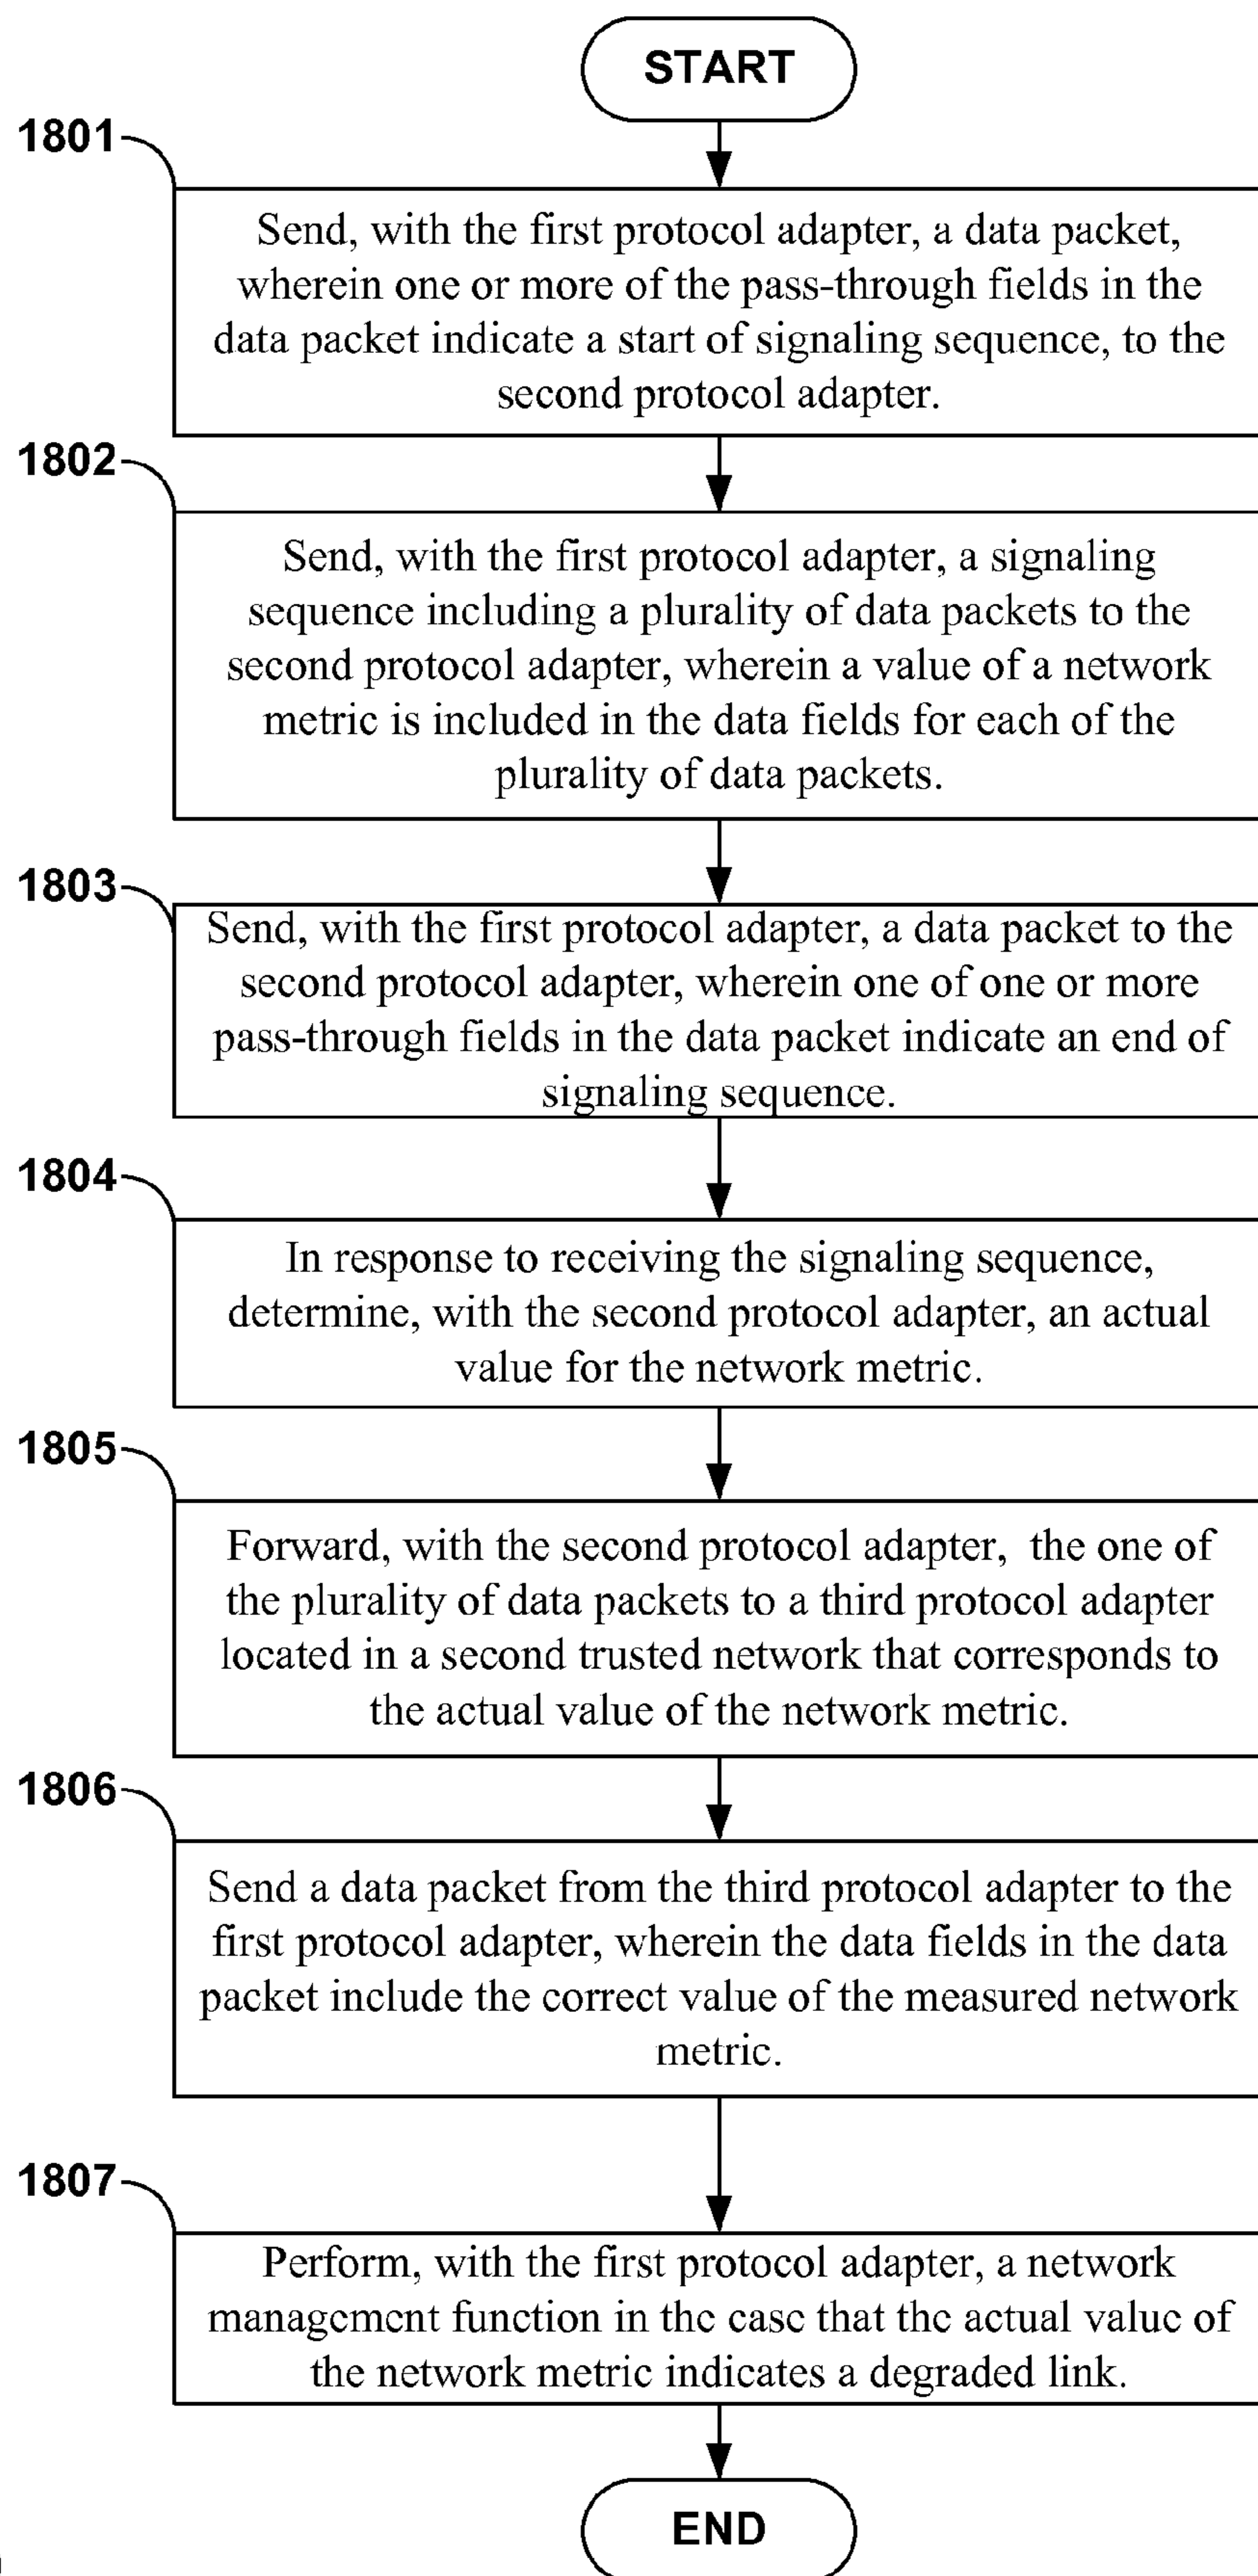 START
1801
Send, with the first protocol adapter, a data packet,
wherein one or more of the pass-through fields in the
data packet indicate a start of signaling sequence, to the
second protocol adapter.
1802
Send, with the first protocol adapter, a signaling
sequence including a plurality of data packets to the
second protocol adapter, wherein a value of a network
metric is included in the data fields for each of the
plurality of data packets.
1803
Send, with the first protocol adapter, a data packet to the
second protocol adapter, wherein one of one or more
pass-through fields in the data packet indicate an end of
signaling sequence.
1804
In response to receiving the signaling sequence,
determine, with the second protocol adapter, an actual
value for the network metric.
1805
Forward, with the second protocol adapter, the one of
the plurality of data packets to a third protocol adapter
located in a second trusted network that corresponds to
the actual value of the network metric.
1806
Send a data packet from the third protocol adapter to the
first protocol adapter, wherein the data fields in the data
packet include the correct value of the measured network
metric.
1807
Perform, with the first protocol adapter, a network
management function in the case that the actual value of
the network metric indicates a degraded link.
END